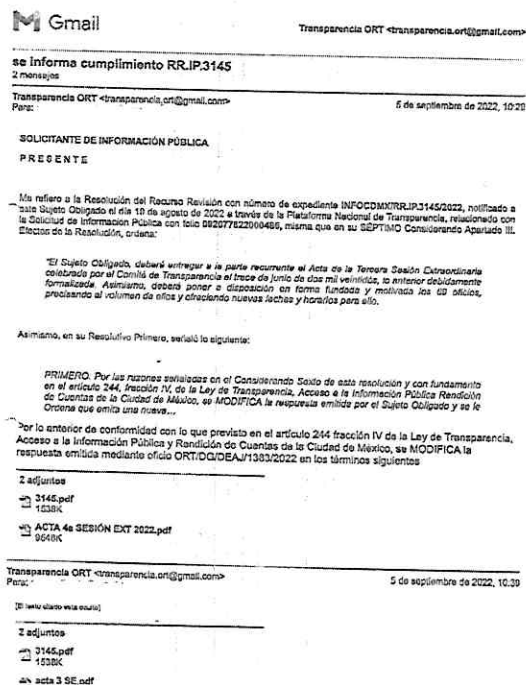 Gmail
Transparencia ORT <transparencia.ort@gmail.com>
se informa cumplimiento RR.IP.3145
2 mensajes
Transparencia ORT <transparencia.ort@gmail.com>
Para:
5 de septiembre de 2022, 10:29
SOLICITANTE DE INFORMACIÓN PÚBLICA
P R E S E N T E
Me refiero a la Resolución del Recurso Revisión con número de expediente INFOCDMX/RR.IP.3145/2022, notificado a
este Sujeto Obligado el día 19 de agosto de 2022 a través de la Plataforma Nacional de Transparencia, relacionado con
la Solicitud de Información Pública con folio 092077822000486, misma que en su SÉPTIMO Considerando Apartado III.
Efectos de la Resolución, ordena:
"El Sujeto Obligado, deberá entregar a la parte recurrente el Acta de la Tercera Sesión Extraordinaria
celebrada por el Comité de Transparencia el trece de junio de dos mil veintidós, lo anterior debidamente
formalizada. Asimismo, deberá poner a disposición en forma fundada y motivada los 69 oficios,
precisando el volumen de ellos y ofreciendo nuevas fechas y horarios para ello.
Asimismo, en su Resolutivo Primero, señaló lo siguiente:
PRIMERO. Por las razones señaladas en el Considerando Sexto de esta resolución y con fundamento
en el artículo 244, fracción IV, de la Ley de Transparencia, Acceso a la Información Pública Rendición
de Cuentas de la Ciudad de México, se MODIFICA la respuesta emitida por el Sujeto Obligado y se le
Ordena que emita una nueva...
Por lo anterior de conformidad con lo que previsto en el artículo 244 fracción IV de la Ley de Transparencia,
Acceso a la Información Pública y Rendición de Cuentas de la Ciudad de México, se MODIFICA la
respuesta emitida mediante oficio ORT/DG/DEAJ/1383/2022 en los términos siguientes
2 adjuntos
3145.pdf
1538K
ACTA 4a SESIÓN EXT 2022.pdf
9648K
Transparencia ORT <transparencia.ort@gmail.com>
Para:
5 de septiembre de 2022, 10:39
[El texto citado está oculto]
2 adjuntos
3145.pdf
1538K
acta 3 SE.pdf